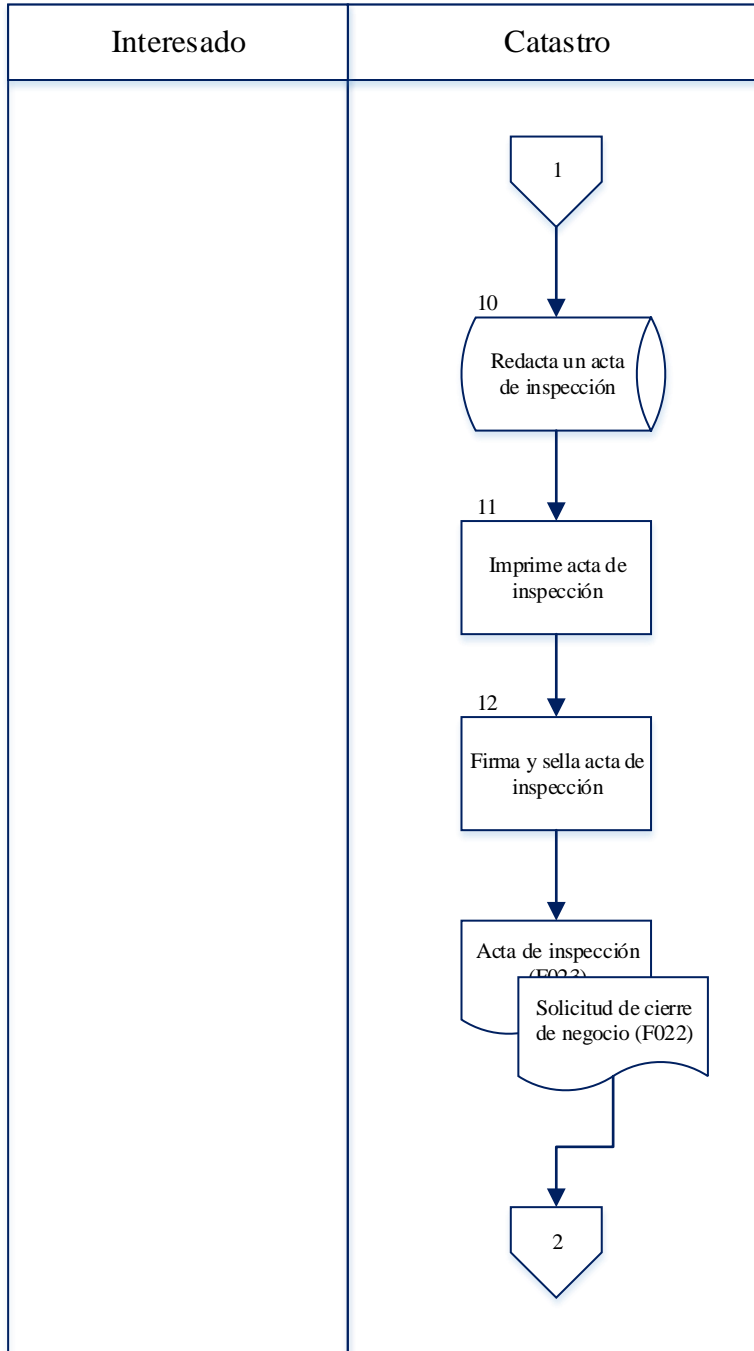 Interesado
Catastro
1
10
Redacta un acta
de inspección
11
Imprime acta de
inspección
12
Firma y sella acta de
inspección
Acta de inspección
(F023)
Solicitud de cierre
de negocio (F022)
2